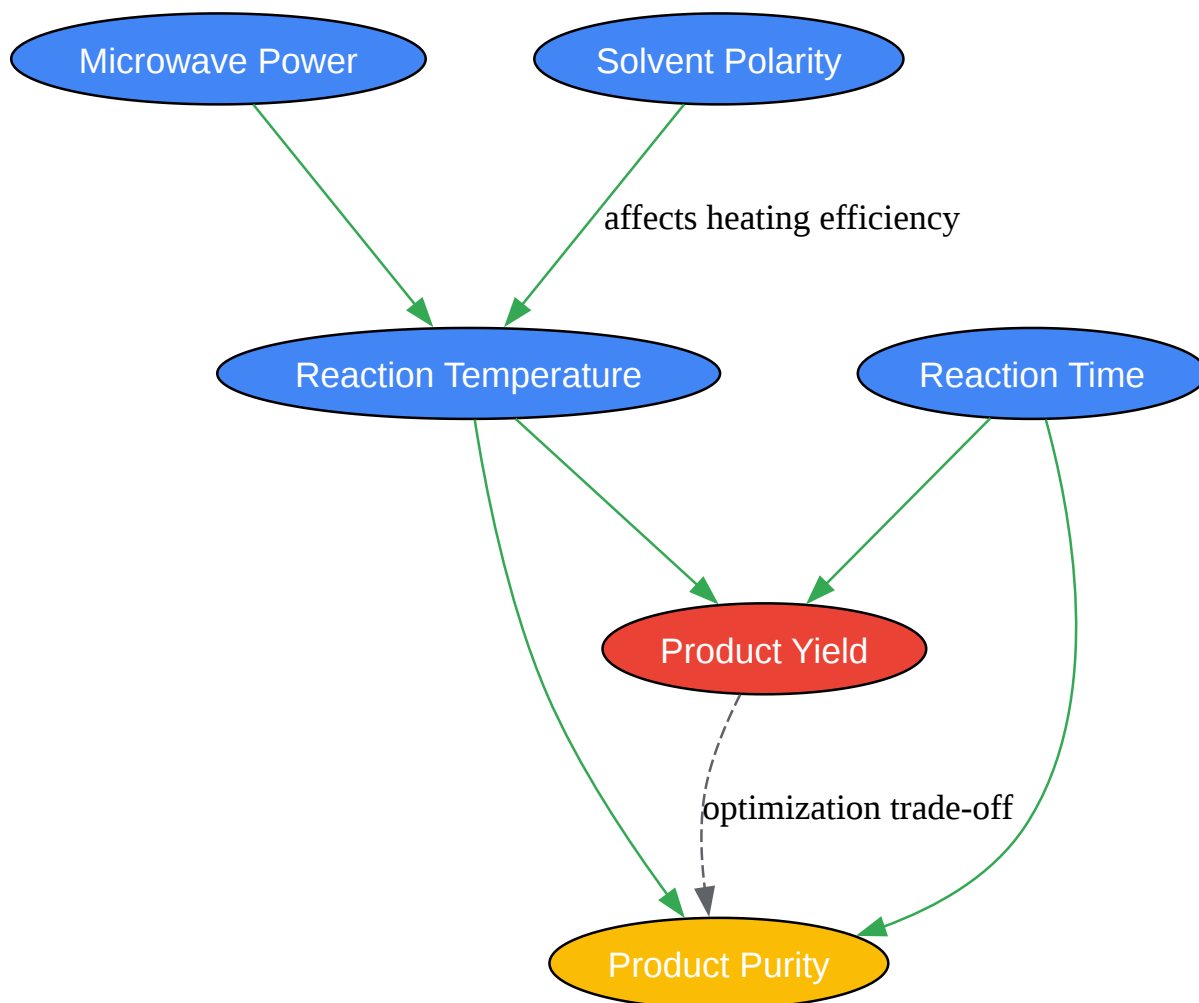 Microwave Power
Solvent Polarity
affects heating efficiency
Reaction Temperature
Reaction Time
Product Yield
optimization trade-off
Product Purity